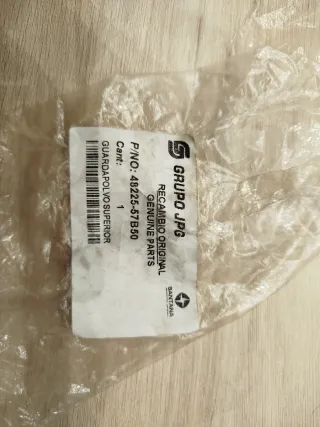 GRUPO JPG
RECAMBIO ORIGINAL
GENUINE PARTS
SANTANA
P/NO: 48225-57B50
Cant: 1
GUARDAPOLVO SUPERIOR